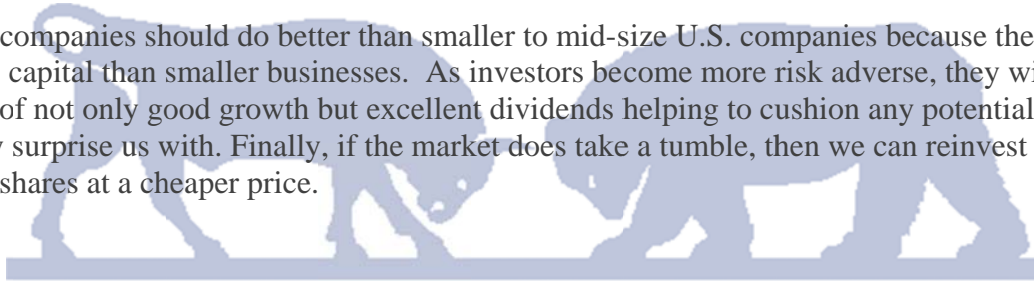 companies should do better than smaller to mid-size U.S. companies because the
capital than smaller businesses. As investors become more risk adverse, they wi
of not only good growth but excellent dividends helping to cushion any potential
surprise us with. Finally, if the market does take a tumble, then we can reinvest
shares at a cheaper price.